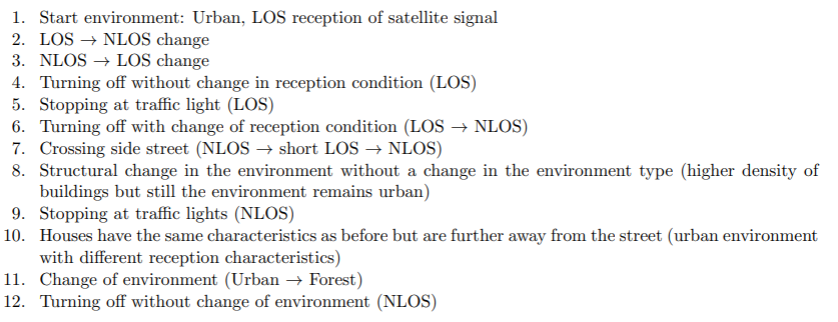 1. Start environment: Urban, LOS reception of satellite signal
2. LOS → NLOS change
3. NLOS → LOS change
4. Turning off without change in reception condition (LOS)
5. Stopping at traffic light (LOS)
6. Turning off with change of reception condition (LOS → NLOS)
7. Crossing side street (NLOS → short LOS → NLOS)
8. Structural change in the environment without a change in the environment type (higher density of
buildings but still the environment remains urban)
9. Stopping at traffic lights (NLOS)
10. Houses have the same characteristics as before but are further away from the street (urban environment
with different reception characteristics)
11. Change of environment (Urban → Forest)
12. Turning off without change of environment (NLOS)